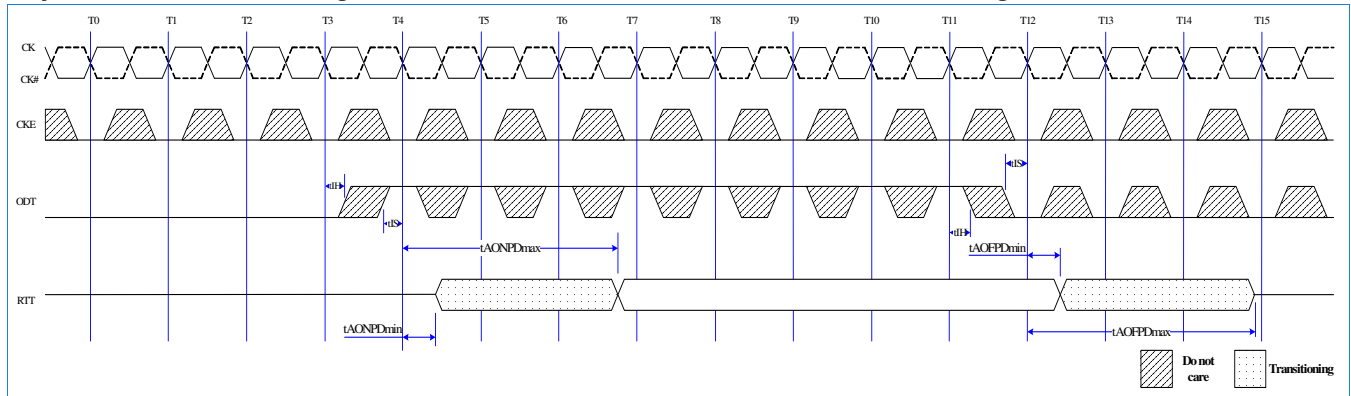 T0 T1 T2 T3 T4 T5 T6 T7 T8 T9 T10 T11 T12 T13 T14 T15
CK
CK#
CKE
tIS
tIH
ODT
tIS
tIH
tAONPDmax
tAOFPDmin
RTT
tAONPDmin
tAOFPDmax
Do not
care
Transitioning